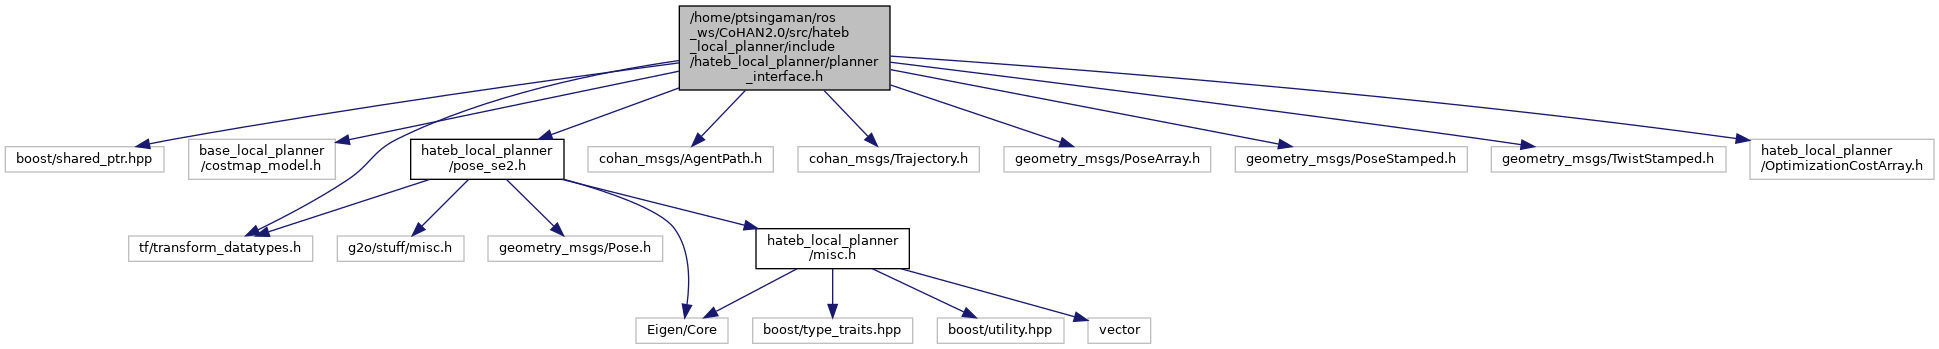 /home/ptsingaman/ros
_ws/CoHAN2.0/src/hateb
_local_planner/include
/hateb_local_planner/planner
_interface.h
boost/shared_ptr.hpp
base_local_planner
/costmap_model.h
hateb_local_planner
/pose_se2.h
cohan_msgs/AgentPath.h
cohan_msgs/Trajectory.h
geometry_msgs/PoseArray.h
geometry_msgs/PoseStamped.h
geometry_msgs/TwistStamped.h
hateb_local_planner
/OptimizationCostArray.h
tf/transform_datatypes.h
g2o/stuff/misc.h
geometry_msgs/Pose.h
hateb_local_planner
/misc.h
Eigen/Core
boost/type_traits.hpp
boost/utility.hpp
vector